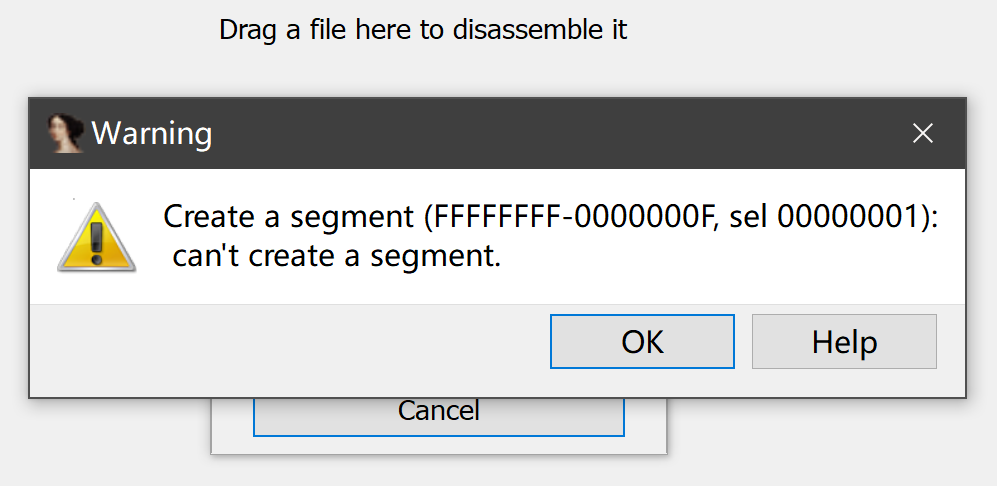 Drag a file here to disassemble it
Warning
Create a segment (FFFFFFFF-0000000F, sel 00000001):
can't create a segment.
OK
Help
Cancel